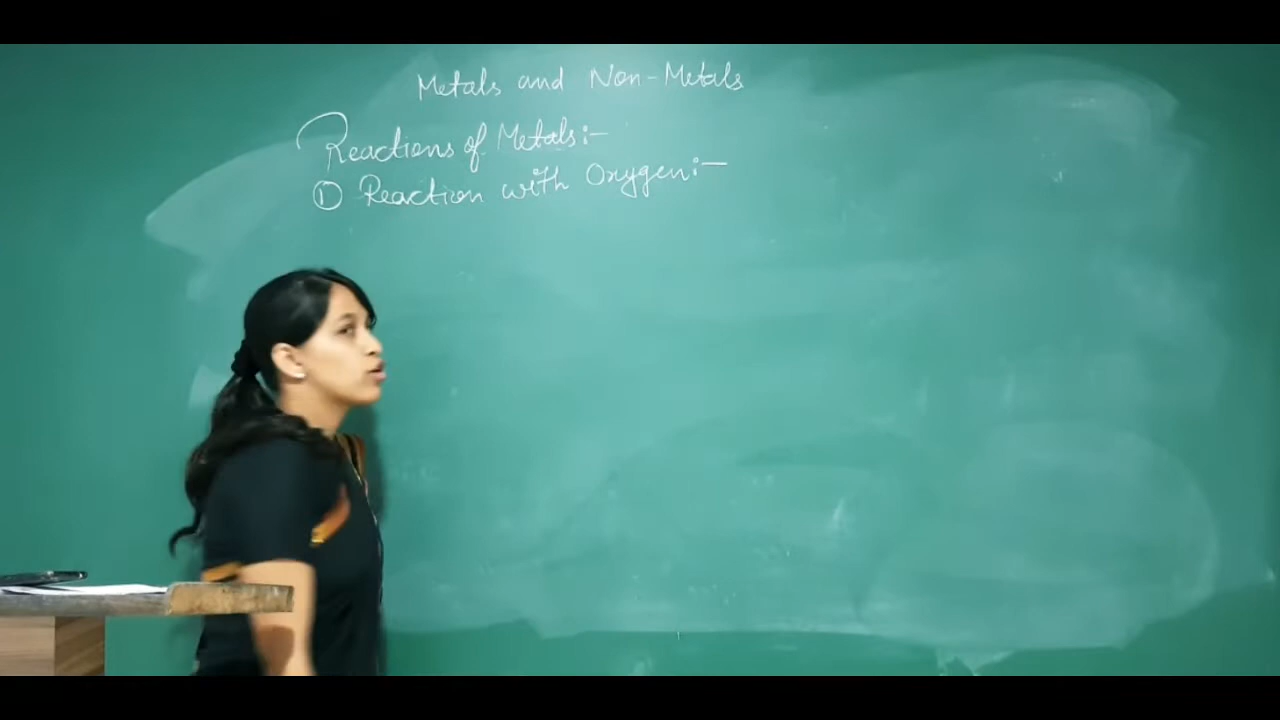 Metals and Non-Metals
Reactions of Metals:-
① Reaction with Oxygen:-